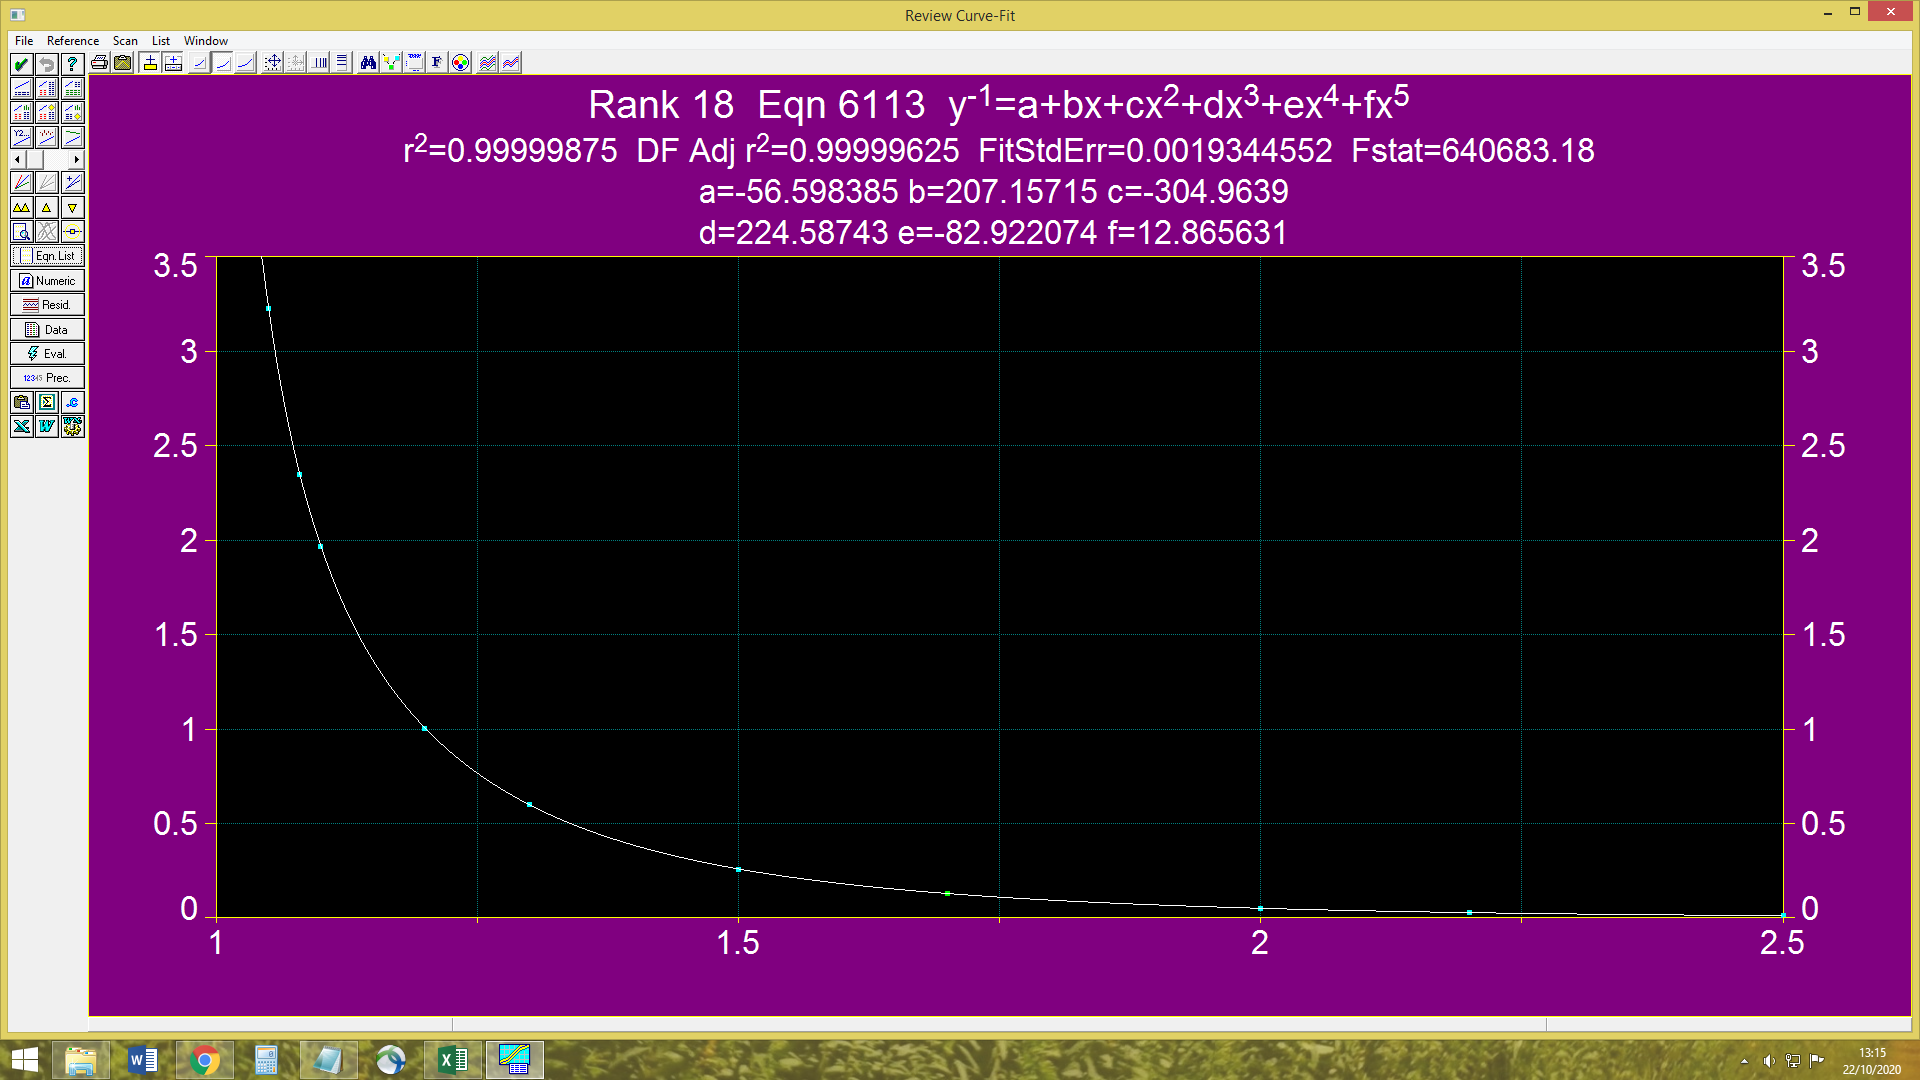 Review Curve-Fit
File Reference Scan List Window
Rank 18 Eqn 6113 y-1=a+bx+cx2+dx3+ex4+fx5
r2=0.99999875 DF Adj r2=0.99999625 FitStdErr=0.0019344552 Fstat=640683.18
a=-56.598385 b=207.15715 c=-304.9639
d=224.58743 e=-82.922074 f=12.865631
Eqn. List
Numeric
Resid.
Data
Eval.
12345 Prec.
3.5 3.5
3 3
2.5 2.5
2 2
1.5 1.5
1 1
0.5 0.5
0 0
1 1.5 2 2.5
13:15
22/10/2020